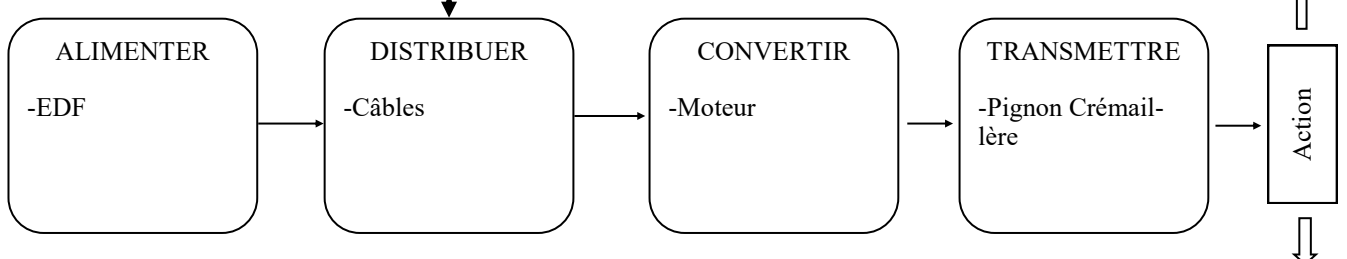 ALIMENTER
-EDF
DISTRIBUER
-Câbles
CONVERTIR
-Moteur
TRANSMETTRE
-Pignon Crémail-
lère
Action